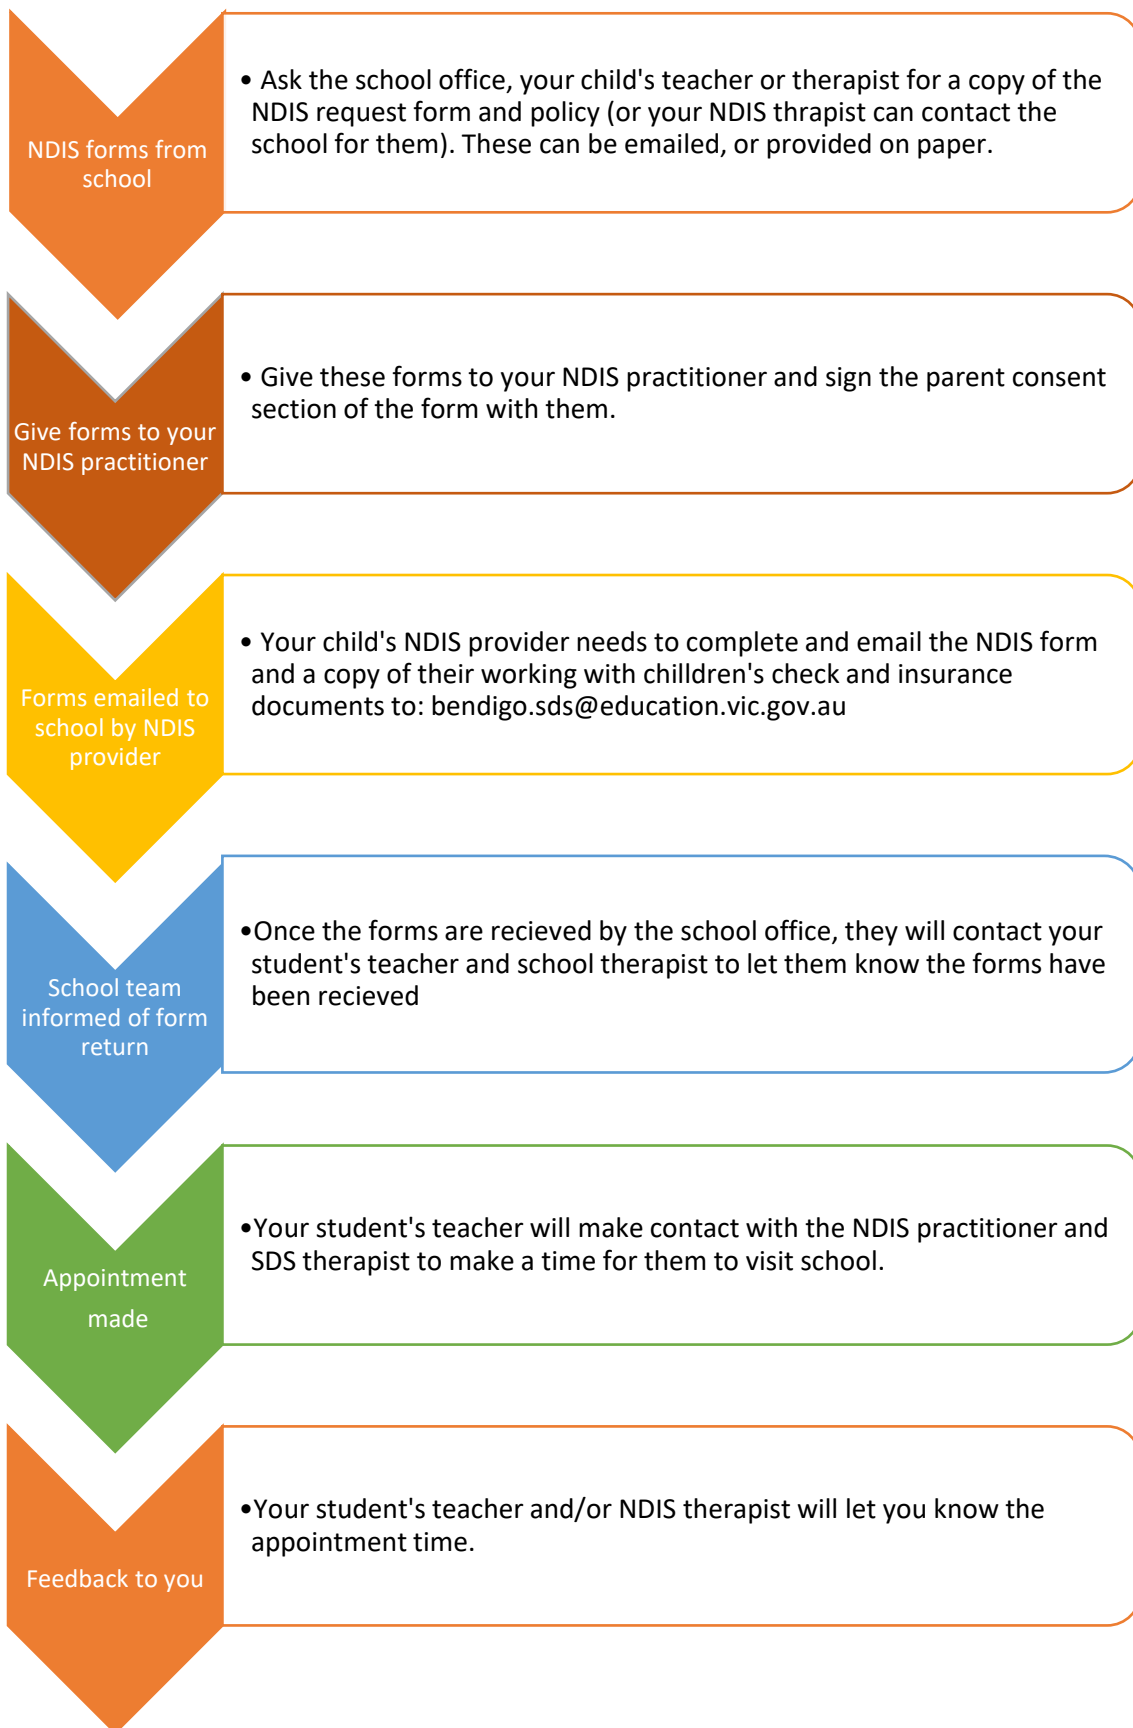 NDIS forms from
school
• Ask the school office, your child's teacher or therapist for a copy of the
NDIS request form and policy (or your NDIS thrapist can contact the
school for them). These can be emailed, or provided on paper.
Give forms to your
NDIS practitioner
• Give these forms to your NDIS practitioner and sign the parent consent
section of the form with them.
Forms emailed to
school by NDIS
provider
• Your child's NDIS provider needs to complete and email the NDIS form
and a copy of their working with chilldren's check and insurance
documents to: bendigo.sds@education.vic.gov.au
School team
informed of form
return
•Once the forms are recieved by the school office, they will contact your
student's teacher and school therapist to let them know the forms have
been recieved
Appointment
made
•Your student's teacher will make contact with the NDIS practitioner and
SDS therapist to make a time for them to visit school.
Feedback to you
•Your student's teacher and/or NDIS therapist will let you know the
appointment time.